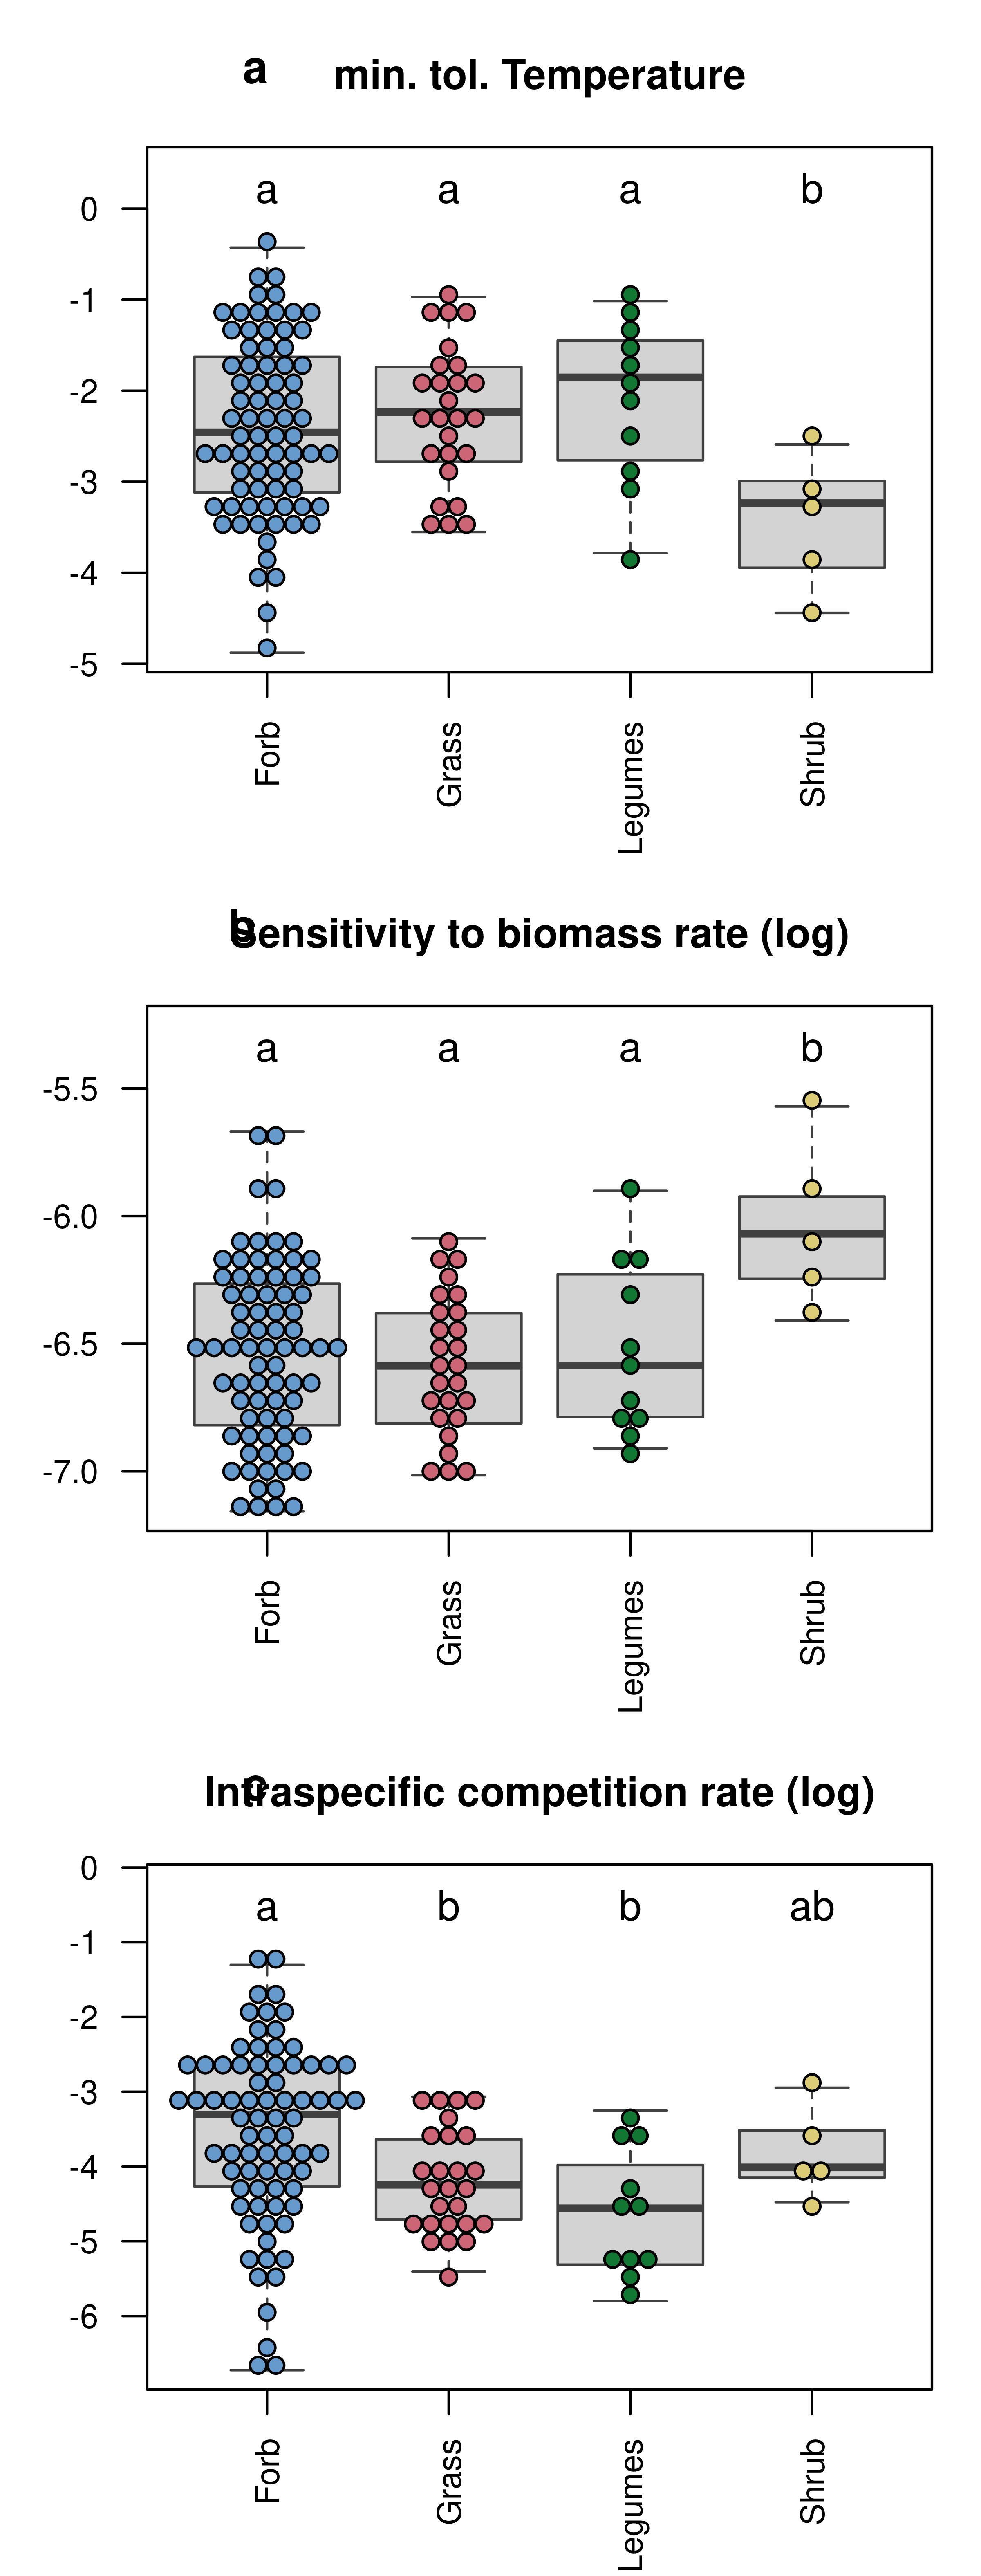 a min. tol. Temperature
a a a b
0
-1
-2
-3
-4
-5
Forb Grass Legumes Shrub
b Sensitivity to biomass rate (log)
a a a b
-5.5
-6.0
-6.5
-7.0
Forb Grass Legumes Shrub
c Intraspecific competition rate (log)
0
a b b ab
-1
-2
-3
-4
-5
-6
Forb Grass Legumes Shrub